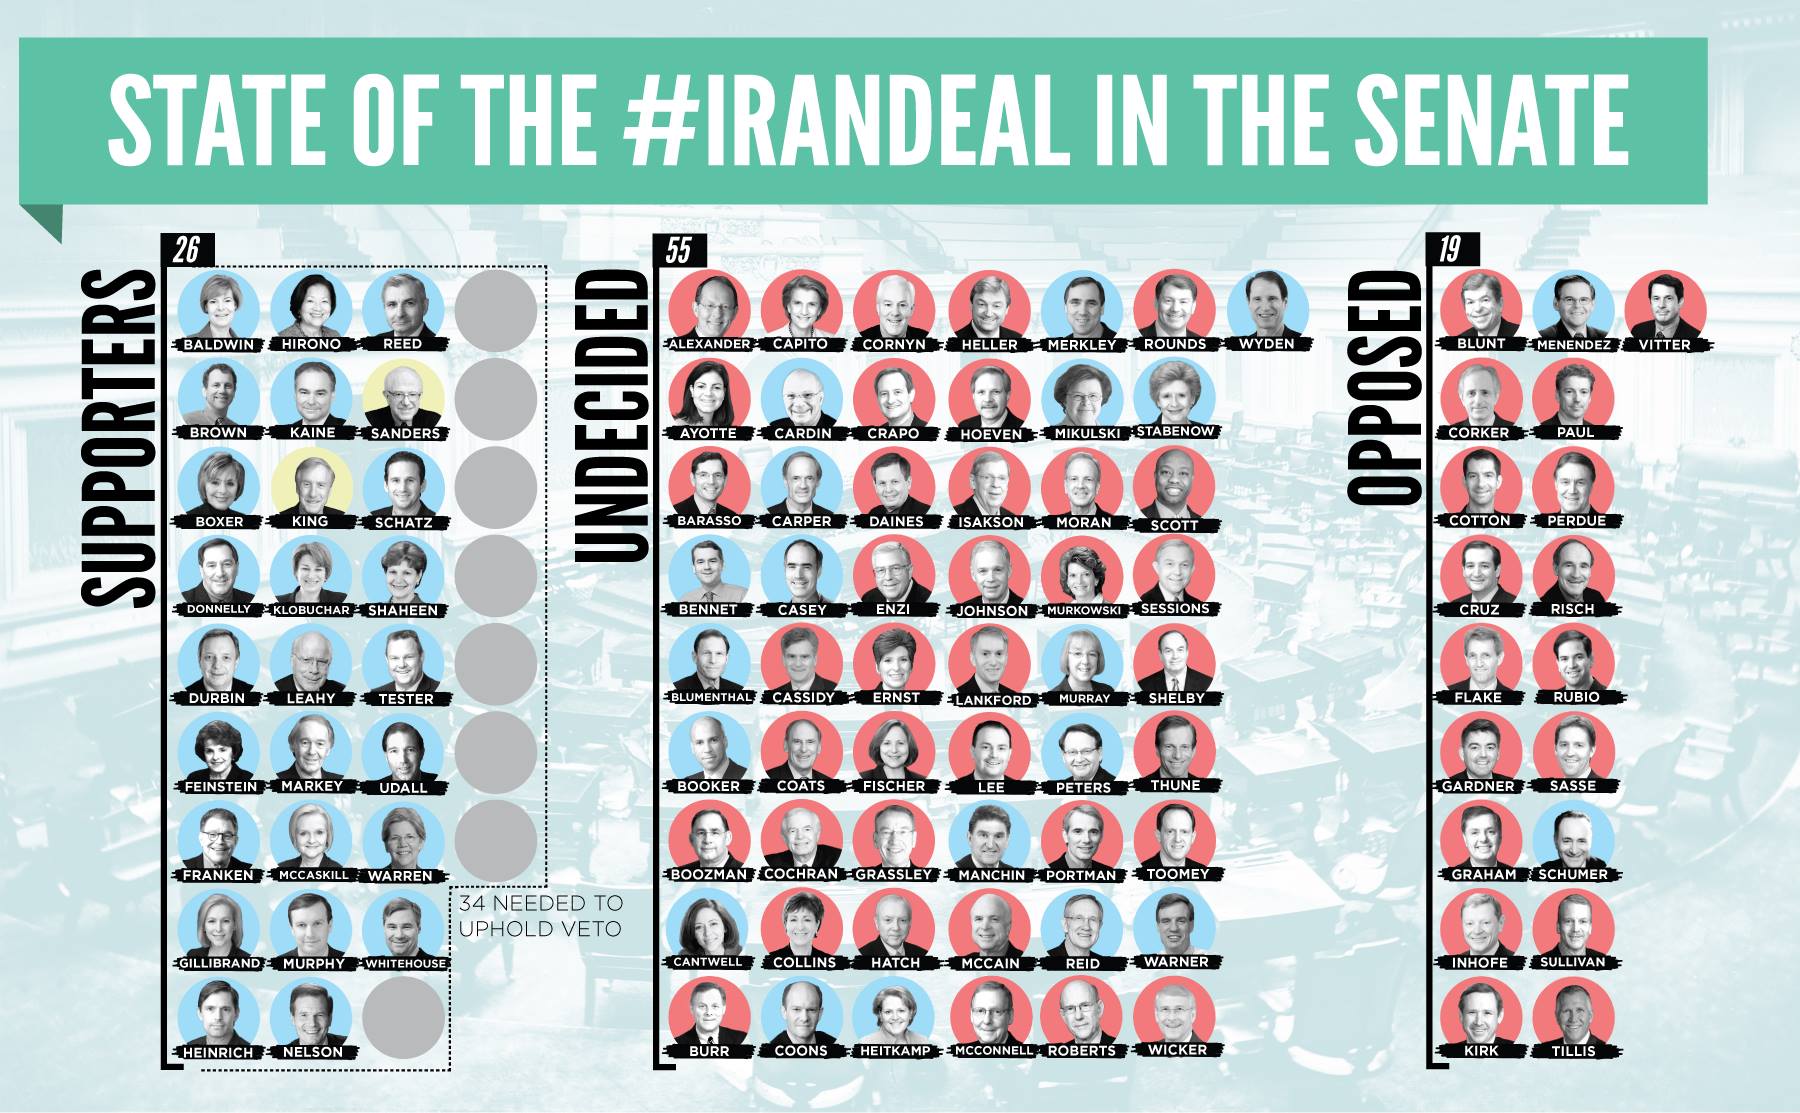 STATE OF THE #IRANDEAL IN THE SENATE
SUPPORTERS
26
BALDWIN HIRONO REED
BROWN KAINE SANDERS
BOXER KING SCHATZ
DONNELLY KLOBUCHAR SHAHEEN
DURBIN LEAHY TESTER
FEINSTEIN MARKEY UDALL
FRANKEN MCCASKILL WARREN
GILLIBRAND MURPHY WHITEHOUSE
HEINRICH NELSON
34 NEEDED TO
UPHOLD VETO
UNDECIDED
55
ALEXANDER CAPITO CORNYN HELLER MERKLEY ROUNDS WYDEN
AYOTTE CARDIN CRAPO HOEVEN MIKULSKI STABENOW
BARASSO CARPER DAINES ISAKSON MORAN SCOTT
BENNET CASEY ENZI JOHNSON MURKOWSKI SESSIONS
BLUMENTHAL CASSIDY ERNST LANKFORD MURRAY SHELBY
BOOKER COATS FISCHER LEE PETERS THUNE
BOOZMAN COCHRAN GRASSLEY MANCHIN PORTMAN TOOMEY
CANTWELL COLLINS HATCH MCCAIN REID WARNER
BURR COONS HEITKAMP MCCONNELL ROBERTS WICKER
OPPOSED
19
BLUNT MENENDEZ VITTER
CORKER PAUL
COTTON PERDUE
CRUZ RISCH
FLAKE RUBIO
GARDNER SASSE
GRAHAM SCHUMER
INHOFE SULLIVAN
KIRK TILLIS